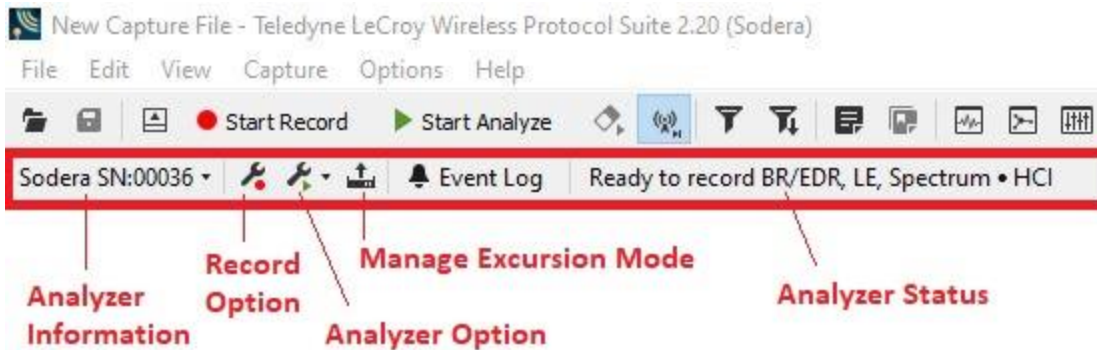 New Capture File - Teledyne LeCroy Wireless Protocol Suite 2.20 (Sodera)
File Edit View Capture Options Help
Start Record Start Analyze
Sodera SN:00036 Event Log Ready to record BR/EDR, LE, Spectrum • HCI
Record Option
Manage Excursion Mode
Analyzer Information
Analyzer Option
Analyzer Status